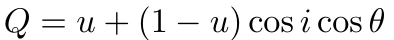 Q = u + (1 − u) cos i cos θ